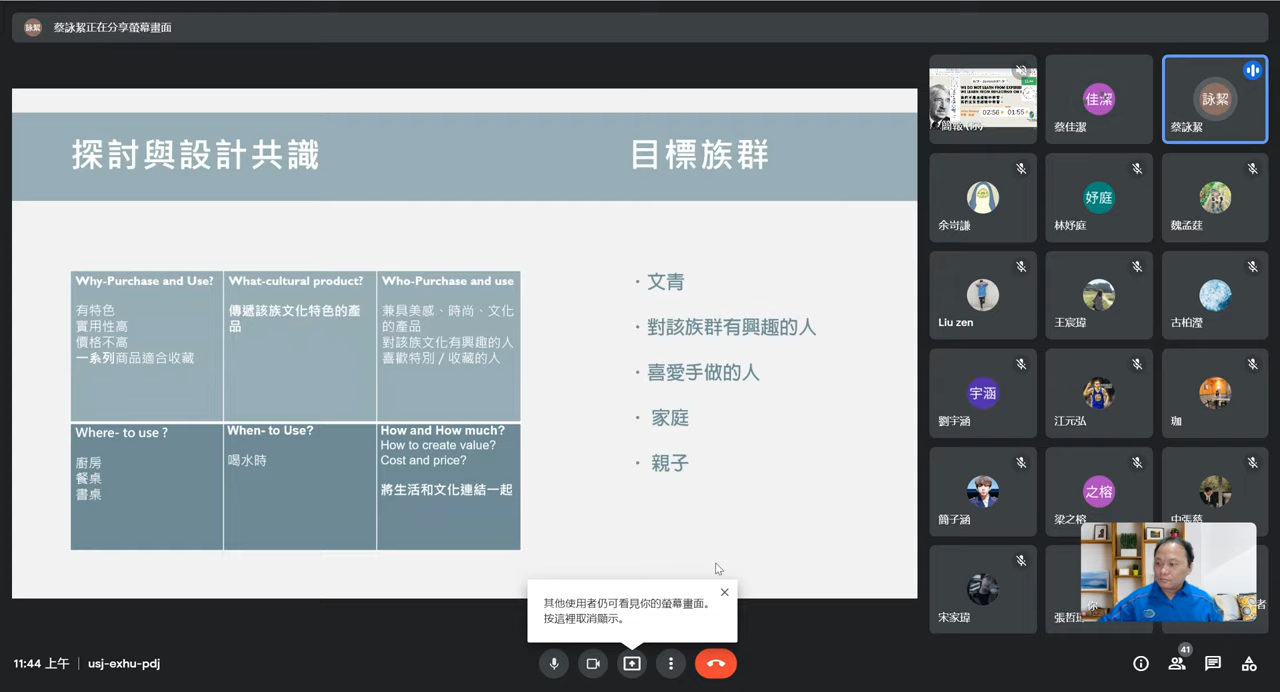 詠絜
蔡詠絜正在分享螢幕畫面
探討與設計共識
目標族群
Why-Purchase and Use?
有特色
實用性高
價格不高
一系列商品適合收藏
What-cultural product?
傳遞該族文化特色的產
品
Who-Purchase and use
兼具美感、時尚、文化
的產品
對該族文化有興趣的人
喜歡特別 / 收藏的人
Where- to use ?
廚房
餐桌
書桌
When- to Use?
喝水時
How and How much?
How to create value?
Cost and price?
將生活和文化連結一起
・文青
・對該族群有興趣的人
・喜愛手做的人
・ 家庭
・ 親子
02:56
01:55
佳潔
蔡佳潔
詠絜
蔡詠絜
余岢謙
妤庭
林妤庭
魏孟莛
Liu zen
王宸瑋
古柏瀅
宇涵
劉宇涵
江元弘
珈
簡子涵
之榕
梁之榕
宋家瑋
你
者
其他使用者仍可看見你的螢幕畫面。
按這裡取消顯示。
11:44 上午
usj-exhu-pdj
41